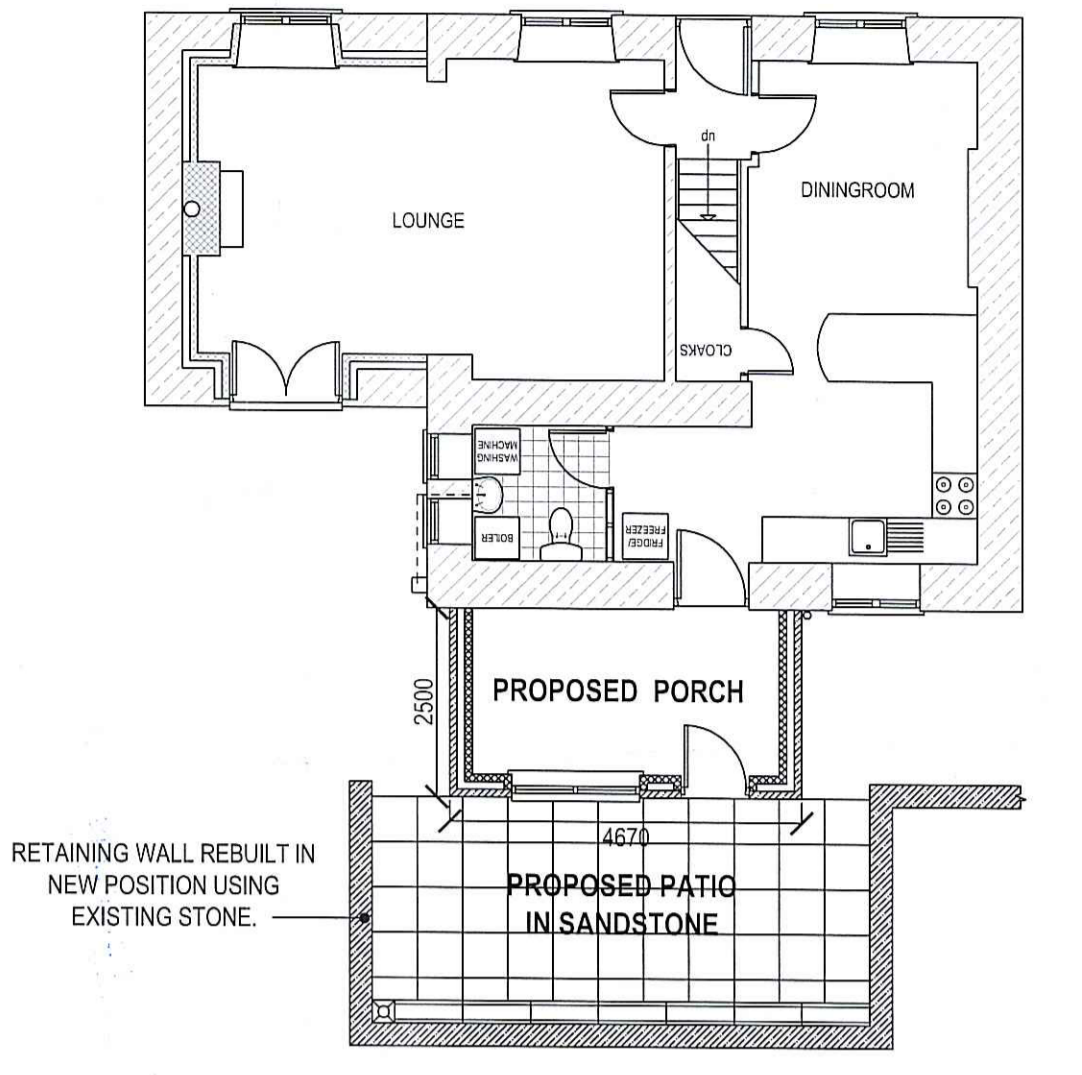 up
LOUNGE
DININGROOM
CLOAKS
WASHING
MACHINE
BOILER
FRIDGE/
FREEZER
PROPOSED PORCH
2500
4670
RETAINING WALL REBUILT IN
NEW POSITION USING
EXISTING STONE.
PROPOSED PATIO
IN SANDSTONE